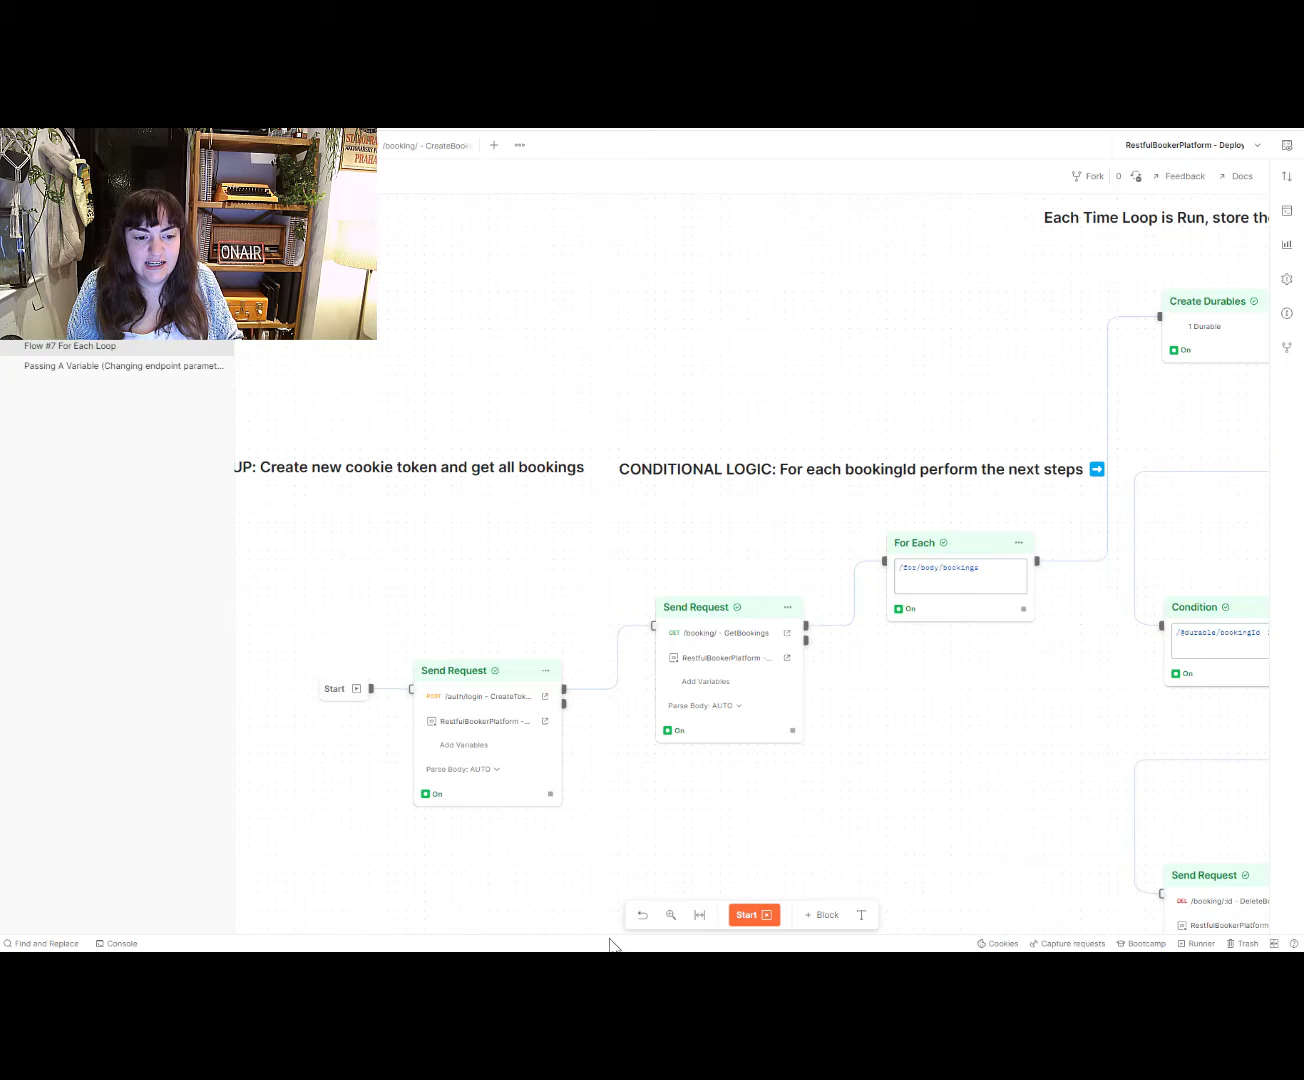 STAROPRA
PRAHA
ONAIR
/booking/ - CreateBook
RestfulBookerPlatform - Deploy
Fork 0 Feedback Docs
Each Time Loop is Run, store the
Create Durables
1 Durable
On
Flow #7 For Each Loop
Passing A Variable (Changing endpoint paramet...
UP: Create new cookie token and get all bookings
CONDITIONAL LOGIC: For each bookingId perform the next steps ➡
For Each
/for/body/bookings
On
Send Request
GET /booking/ - GetBookings
RestfulBookerPlatform -...
Add Variables
Parse Body: AUTO
On
Condition
/@durable/bookingId
On
Start
Send Request
POST /auth/login - CreateTok...
RestfulBookerPlatform -...
Add Variables
Parse Body: AUTO
On
Send Request
DEL /booking/:id - DeleteB
RestfulBookerPlatform
Start + Block T
Find and Replace Console Cookies Capture requests Bootcamp Runner Trash